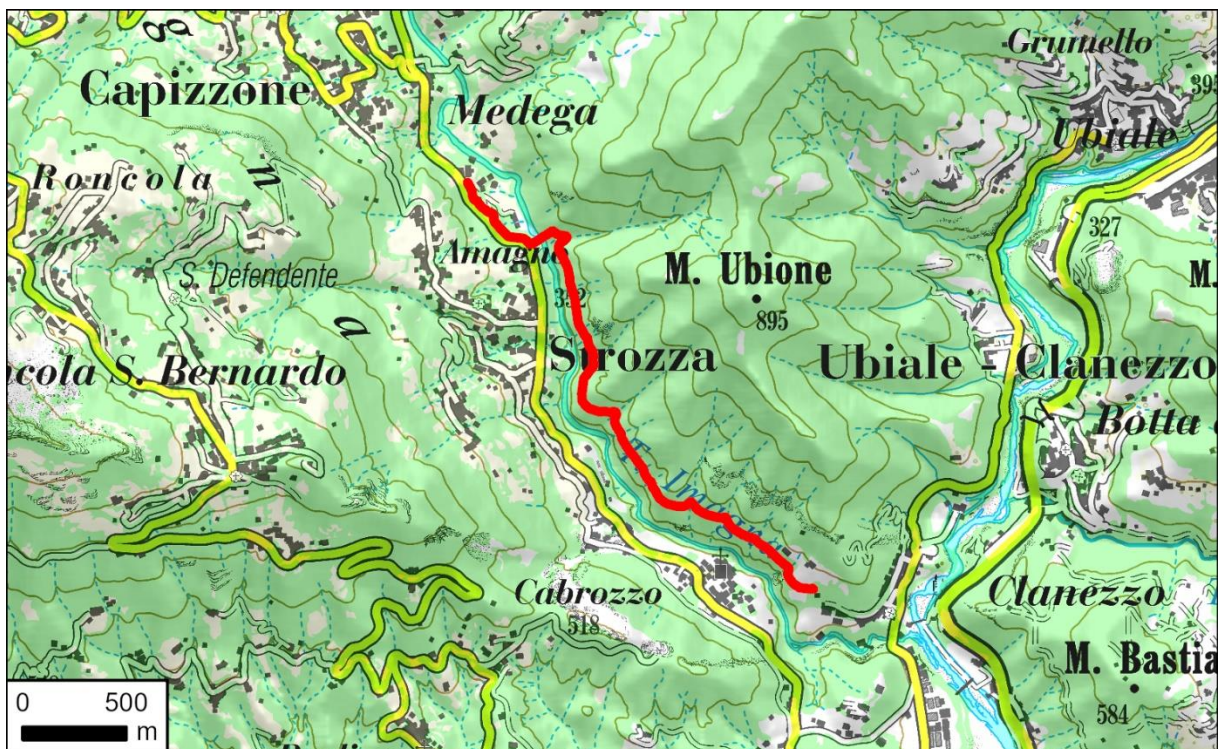 g
Grumello
Capizzone
Medega
395
Ubiale
Roncola
n
327
Amagno
M. Ubione
M.
S. Defendente
332
895
a
Strozza
Ubiale - Clanezzo
ncola S. Bernardo
Botta
Cabrozzo
518
Clanezzo
M. Bastia
584
0 500
m